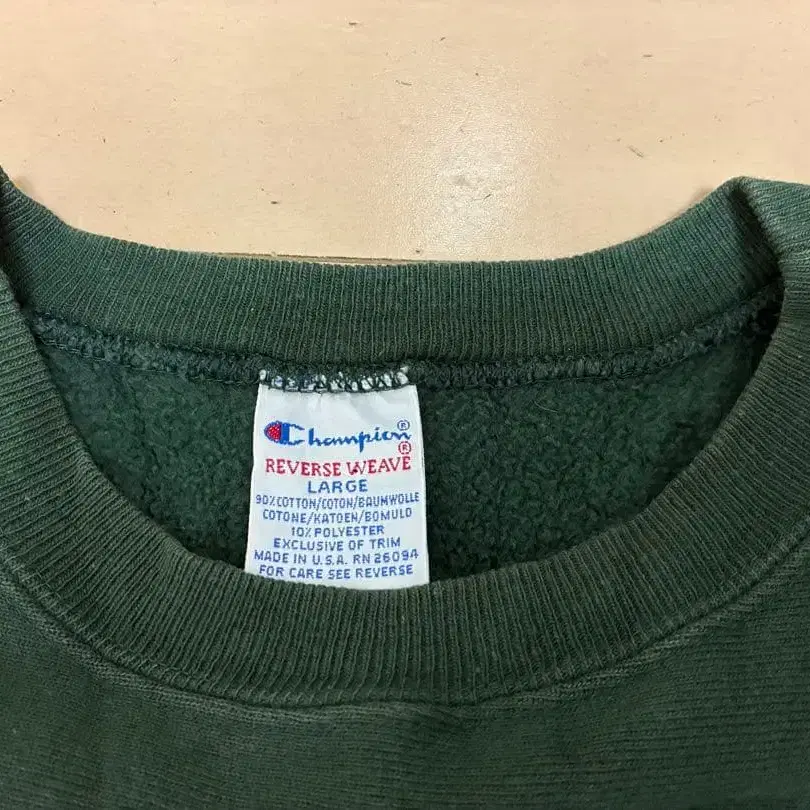 Champion®
®
REVERSE WEAVE
LARGE
90% COTTON/COTON/BAUMWOLLE
COTONE/KATOEN/BOMULD
10% POLYESTER
EXCLUSIVE OF TRIM
MADE IN U.S.A. RN 26094
FOR CARE SEE REVERSE